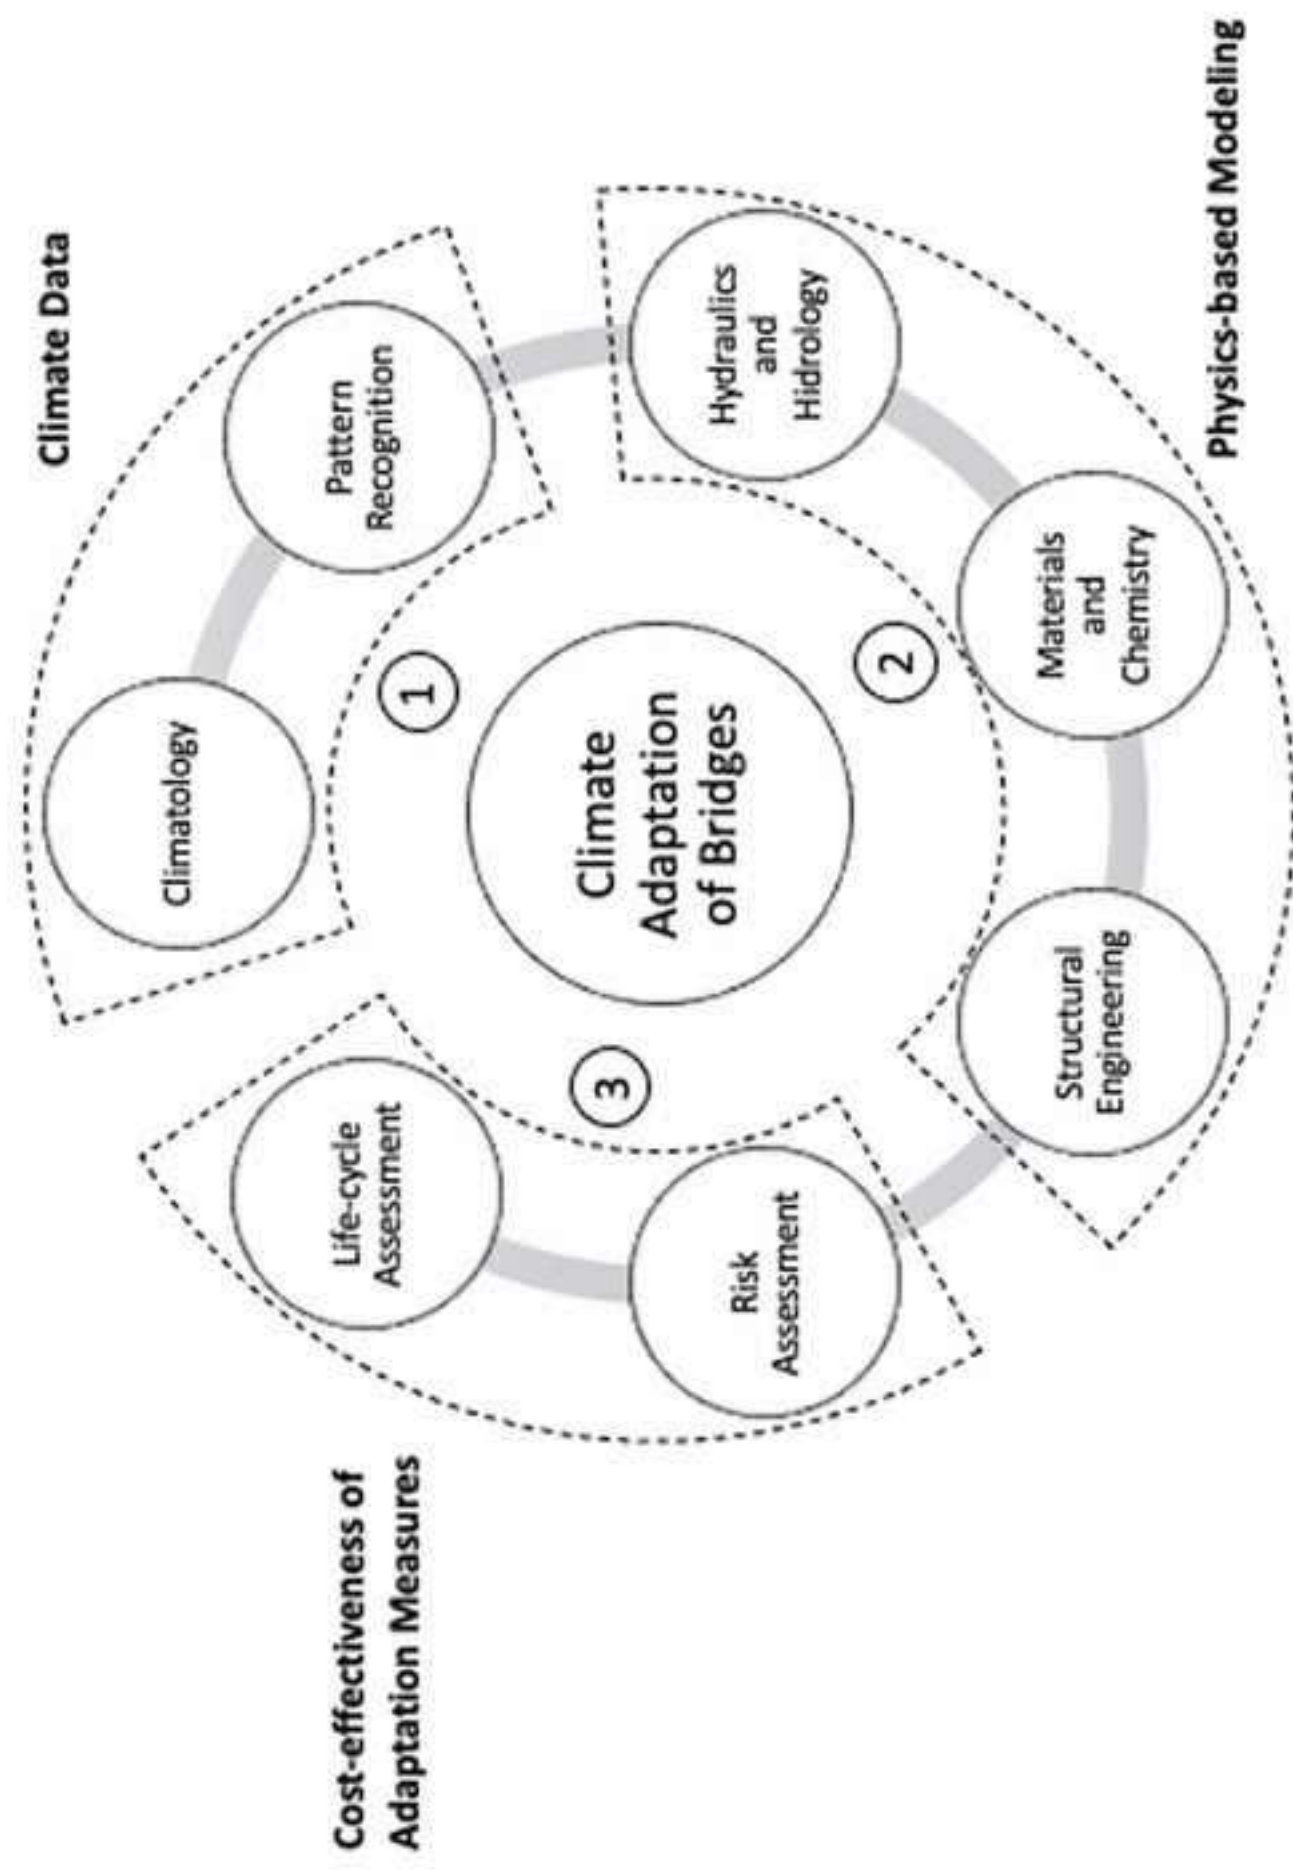 Climate Data
Climatology
Pattern
Recognition
1
Hydraulics
and
Hidrology
Materials
and
Chemistry
Structural
Engineering
2
Physics-based Modeling
Risk
Assessment
Life-cycle
Assessment
3
Cost-effectiveness of
Adaptation Measures
Climate
Adaptation
of Bridges